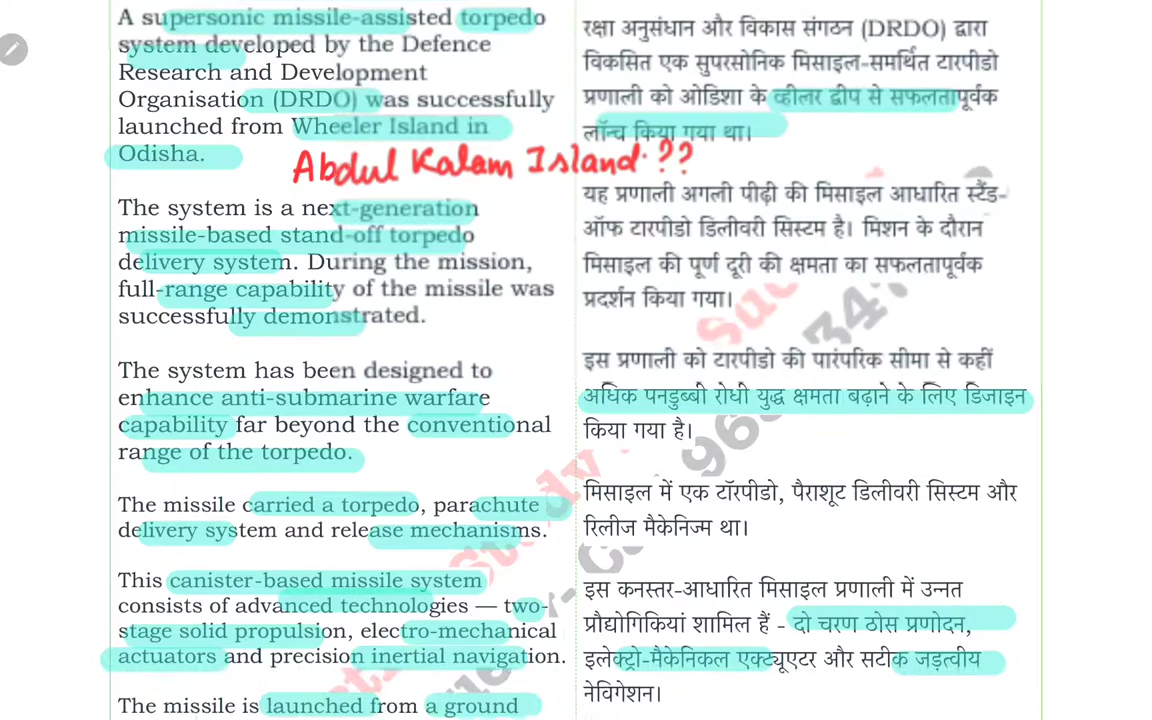 A supersonic missile-assisted torpedo
system developed by the Defence
Research and Development
Organisation (DRDO) was successfully
launched from Wheeler Island in
Odisha.
Abdul Kalam Island. ??
The system is a next-generation
missile-based stand-off torpedo
delivery system. During the mission,
full-range capability of the missile was
successfully demonstrated.
The system has been designed to
enhance anti-submarine warfare
capability far beyond the conventional
range of the torpedo.
The missile carried a torpedo, parachute
delivery system and release mechanisms.
This canister-based missile system
consists of advanced technologies — two-
stage solid propulsion, electro-mechanical
actuators and precision inertial navigation.
The missile is launched from a ground
रक्षा अनुसंधान और विकास संगठन (DRDO) द्वारा
विकसित एक सुपरसोनिक मिसाइल-समर्थित टारपीडो
प्रणाली को ओडिशा के व्हीलर द्वीप से सफलतापूर्वक
लॉन्च किया गया था।
यह प्रणाली अगली पीढ़ी की मिसाइल आधारित स्टैंड-
ऑफ टारपीडो डिलीवरी सिस्टम है। मिशन के दौरान
मिसाइल की पूर्ण दूरी की क्षमता का सफलतापूर्वक
प्रदर्शन किया गया।
इस प्रणाली को टारपीडो की पारंपरिक सीमा से कहीं
अधिक पनडुब्बी रोधी युद्ध क्षमता बढ़ाने के लिए डिजाइन
किया गया है।
मिसाइल में एक टॉरपीडो, पैराशूट डिलीवरी सिस्टम और
रिलीज मैकेनिज्म था।
इस कनस्तर-आधारित मिसाइल प्रणाली में उन्नत
प्रौद्योगिकियां शामिल हैं - दो चरण ठोस प्रणोदन,
इलेक्ट्रो-मैकेनिकल एक्ट्यूएटर और सटीक जड़त्वीय
नेविगेशन।